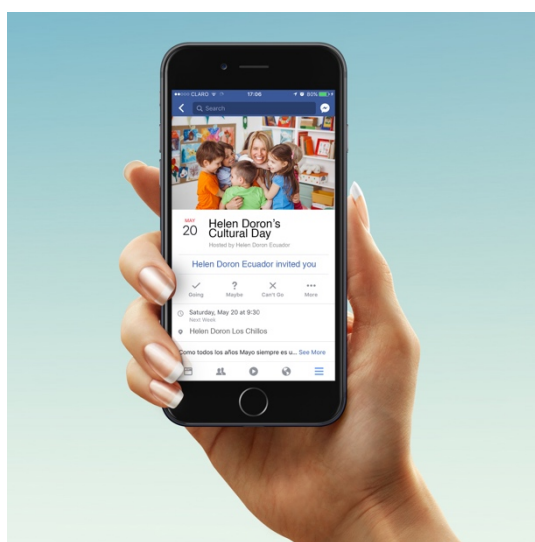 CLARO 17:06 80%
Search
MAY
20
Helen Doron's
Cultural Day
Hosted by Helen Doron Ecuador
Helen Doron Ecuador invited you
Going Maybe Can't Go More
Saturday, May 20 at 9:30
Next Week
Helen Doron Los Chillos
Como todos los años Mayo siempre es u... See More